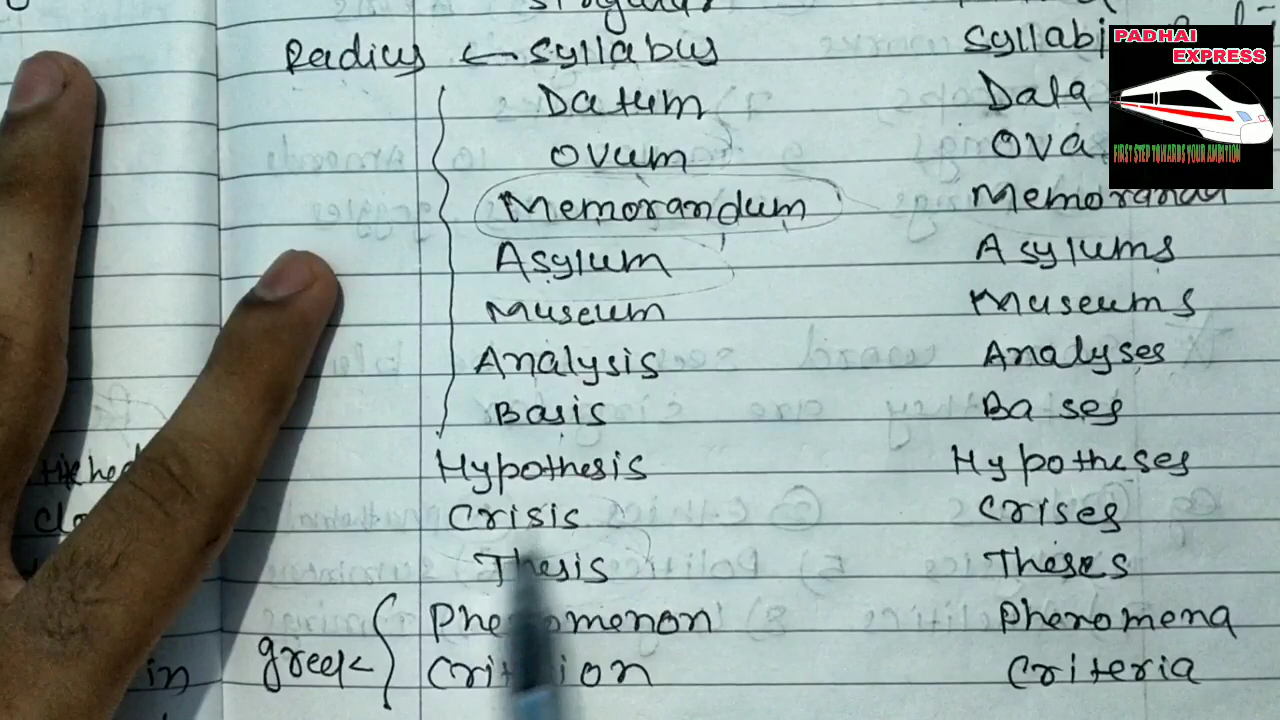 Radius ← Syllabus Syllabi
Datum Data
Ovum Ova
Memorandum Memoranda
Asylum Asylums
Museum Museums
Analysis Analyses
Basis Bases
Hypothesis Hypotheses
Crisis Crises
Thesis Theses
Phenomenon Phenomena
greek
in Criterion Criteria
PADHAI
EXPRESS
FIRST STEP TOWARDS YOUR AMBITION